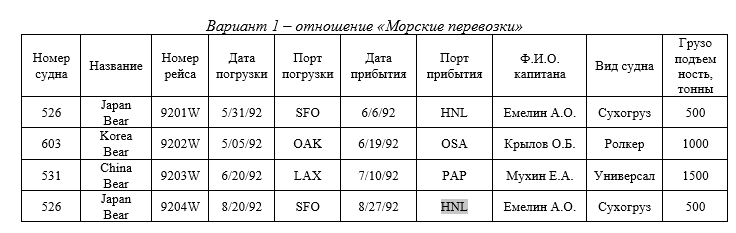 Вариант 1 – отношение «Морские перевозки»
Номер судна Название Номер рейса Дата погрузки Порт погрузки Дата прибытия Порт прибытия Ф.И.О. капитана Вид судна Грузо подъем ность, тонны
526 Japan Bear 9201W 5/31/92 SFO 6/6/92 HNL Емелин А.О. Сухогруз 500
603 Korea Bear 9202W 5/05/92 OAK 6/19/92 OSA Крылов О.Б. Ролкер 1000
531 China Bear 9203W 6/20/92 LAX 7/10/92 PAP Мухин Е.А. Универсал 1500
526 Japan Bear 9204W 8/20/92 SFO 8/27/92 HNL Емелин А.О. Сухогруз 500